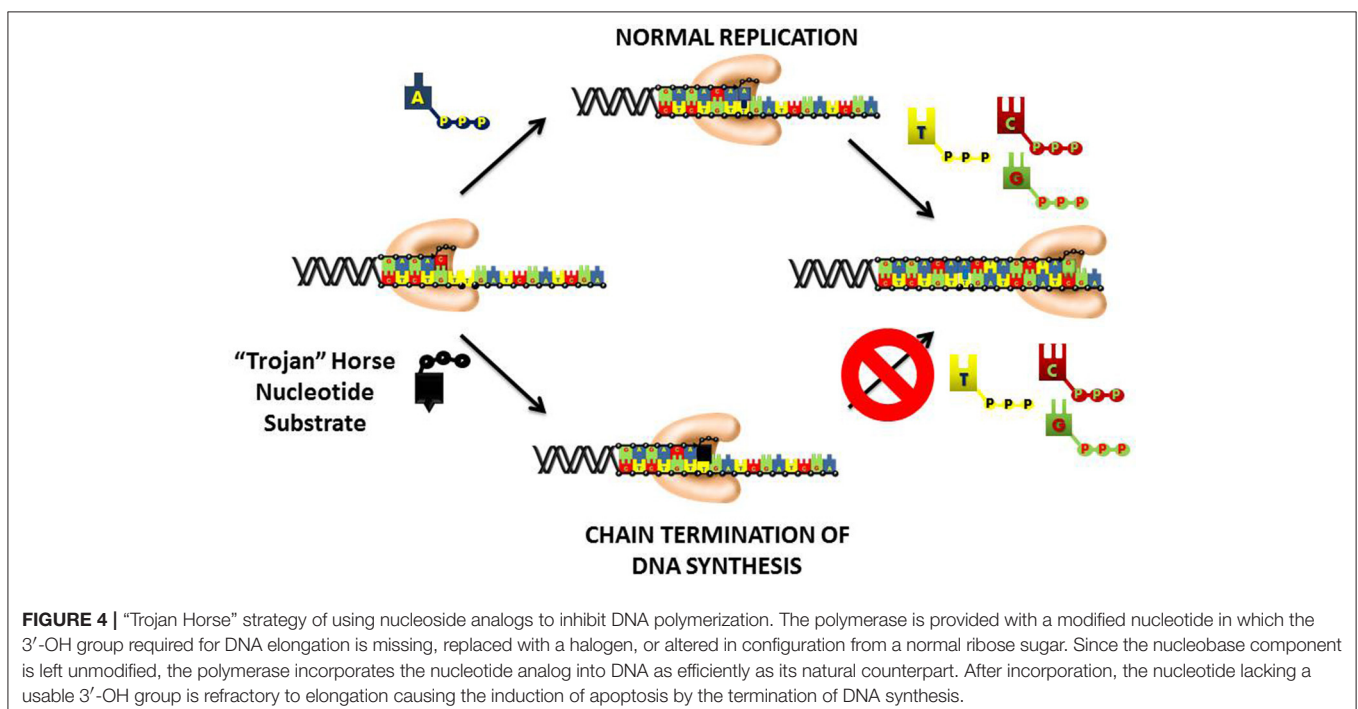 NORMAL REPLICATION
A
P P P
T
P P P
C
P P P
G
P P P
"Trojan" Horse
Nucleotide
Substrate
T
P P P
C
P P P
G
P P P
CHAIN TERMINATION OF
DNA SYNTHESIS
FIGURE 4 | "Trojan Horse" strategy of using nucleoside analogs to inhibit DNA polymerization. The polymerase is provided with a modified nucleotide in which the
3′-OH group required for DNA elongation is missing, replaced with a halogen, or altered in configuration from a normal ribose sugar. Since the nucleobase component
is left unmodified, the polymerase incorporates the nucleotide analog into DNA as efficiently as its natural counterpart. After incorporation, the nucleotide lacking a
usable 3′-OH group is refractory to elongation causing the induction of apoptosis by the termination of DNA synthesis.